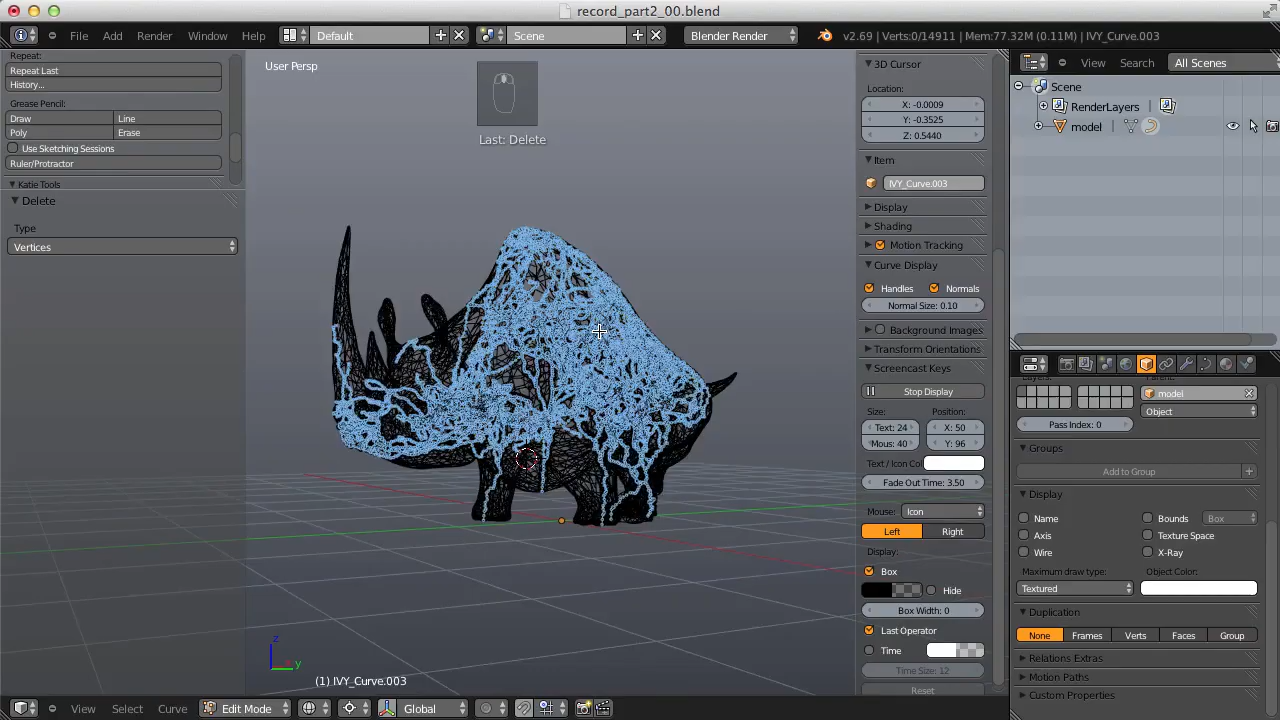 record_part2_00.blend
File Add Render Window Help Default Scene Blender Render v2.69 | Verts:0/14911 | Mem:77.32M (0.11M) | IVY_Curve.003
Repeat:
Repeat Last
History...
Grease Pencil:
Draw Line
Poly Erase
Use Sketching Sessions
Ruler/Protractor
Katie Tools
Delete
Type
Vertices
User Persp
Last: Delete
z
y
(1) IVY_Curve.003
View Select Curve Edit Mode Global
3D Cursor
Location:
X: -0.0009
Y: -0.3525
Z: 0.5440
Item
IVY_Curve.003
Display
Shading
Motion Tracking
Curve Display
Handles Normals
Normal Size: 0.10
Background Images
Transform Orientations
Screencast Keys
Stop Display
Size: Position:
Text: 24 X: 50
Mous: 40 Y: 96
Text / Icon Col
Fade Out Time: 3.50
Mouse: Icon
Left Right
Display:
Box
Hide
Box Width: 0
Last Operator
Time
Time Size: 12
Reset
View Search All Scenes
Scene
RenderLayers
model
Layers: Parent:
model
Object
Pass Index: 0
Groups
Add to Group
Display
Name Bounds Box
Axis Texture Space
Wire X-Ray
Maximum draw type: Object Color:
Textured
Duplication
None Frames Verts Faces Group
Relations Extras
Motion Paths
Custom Properties